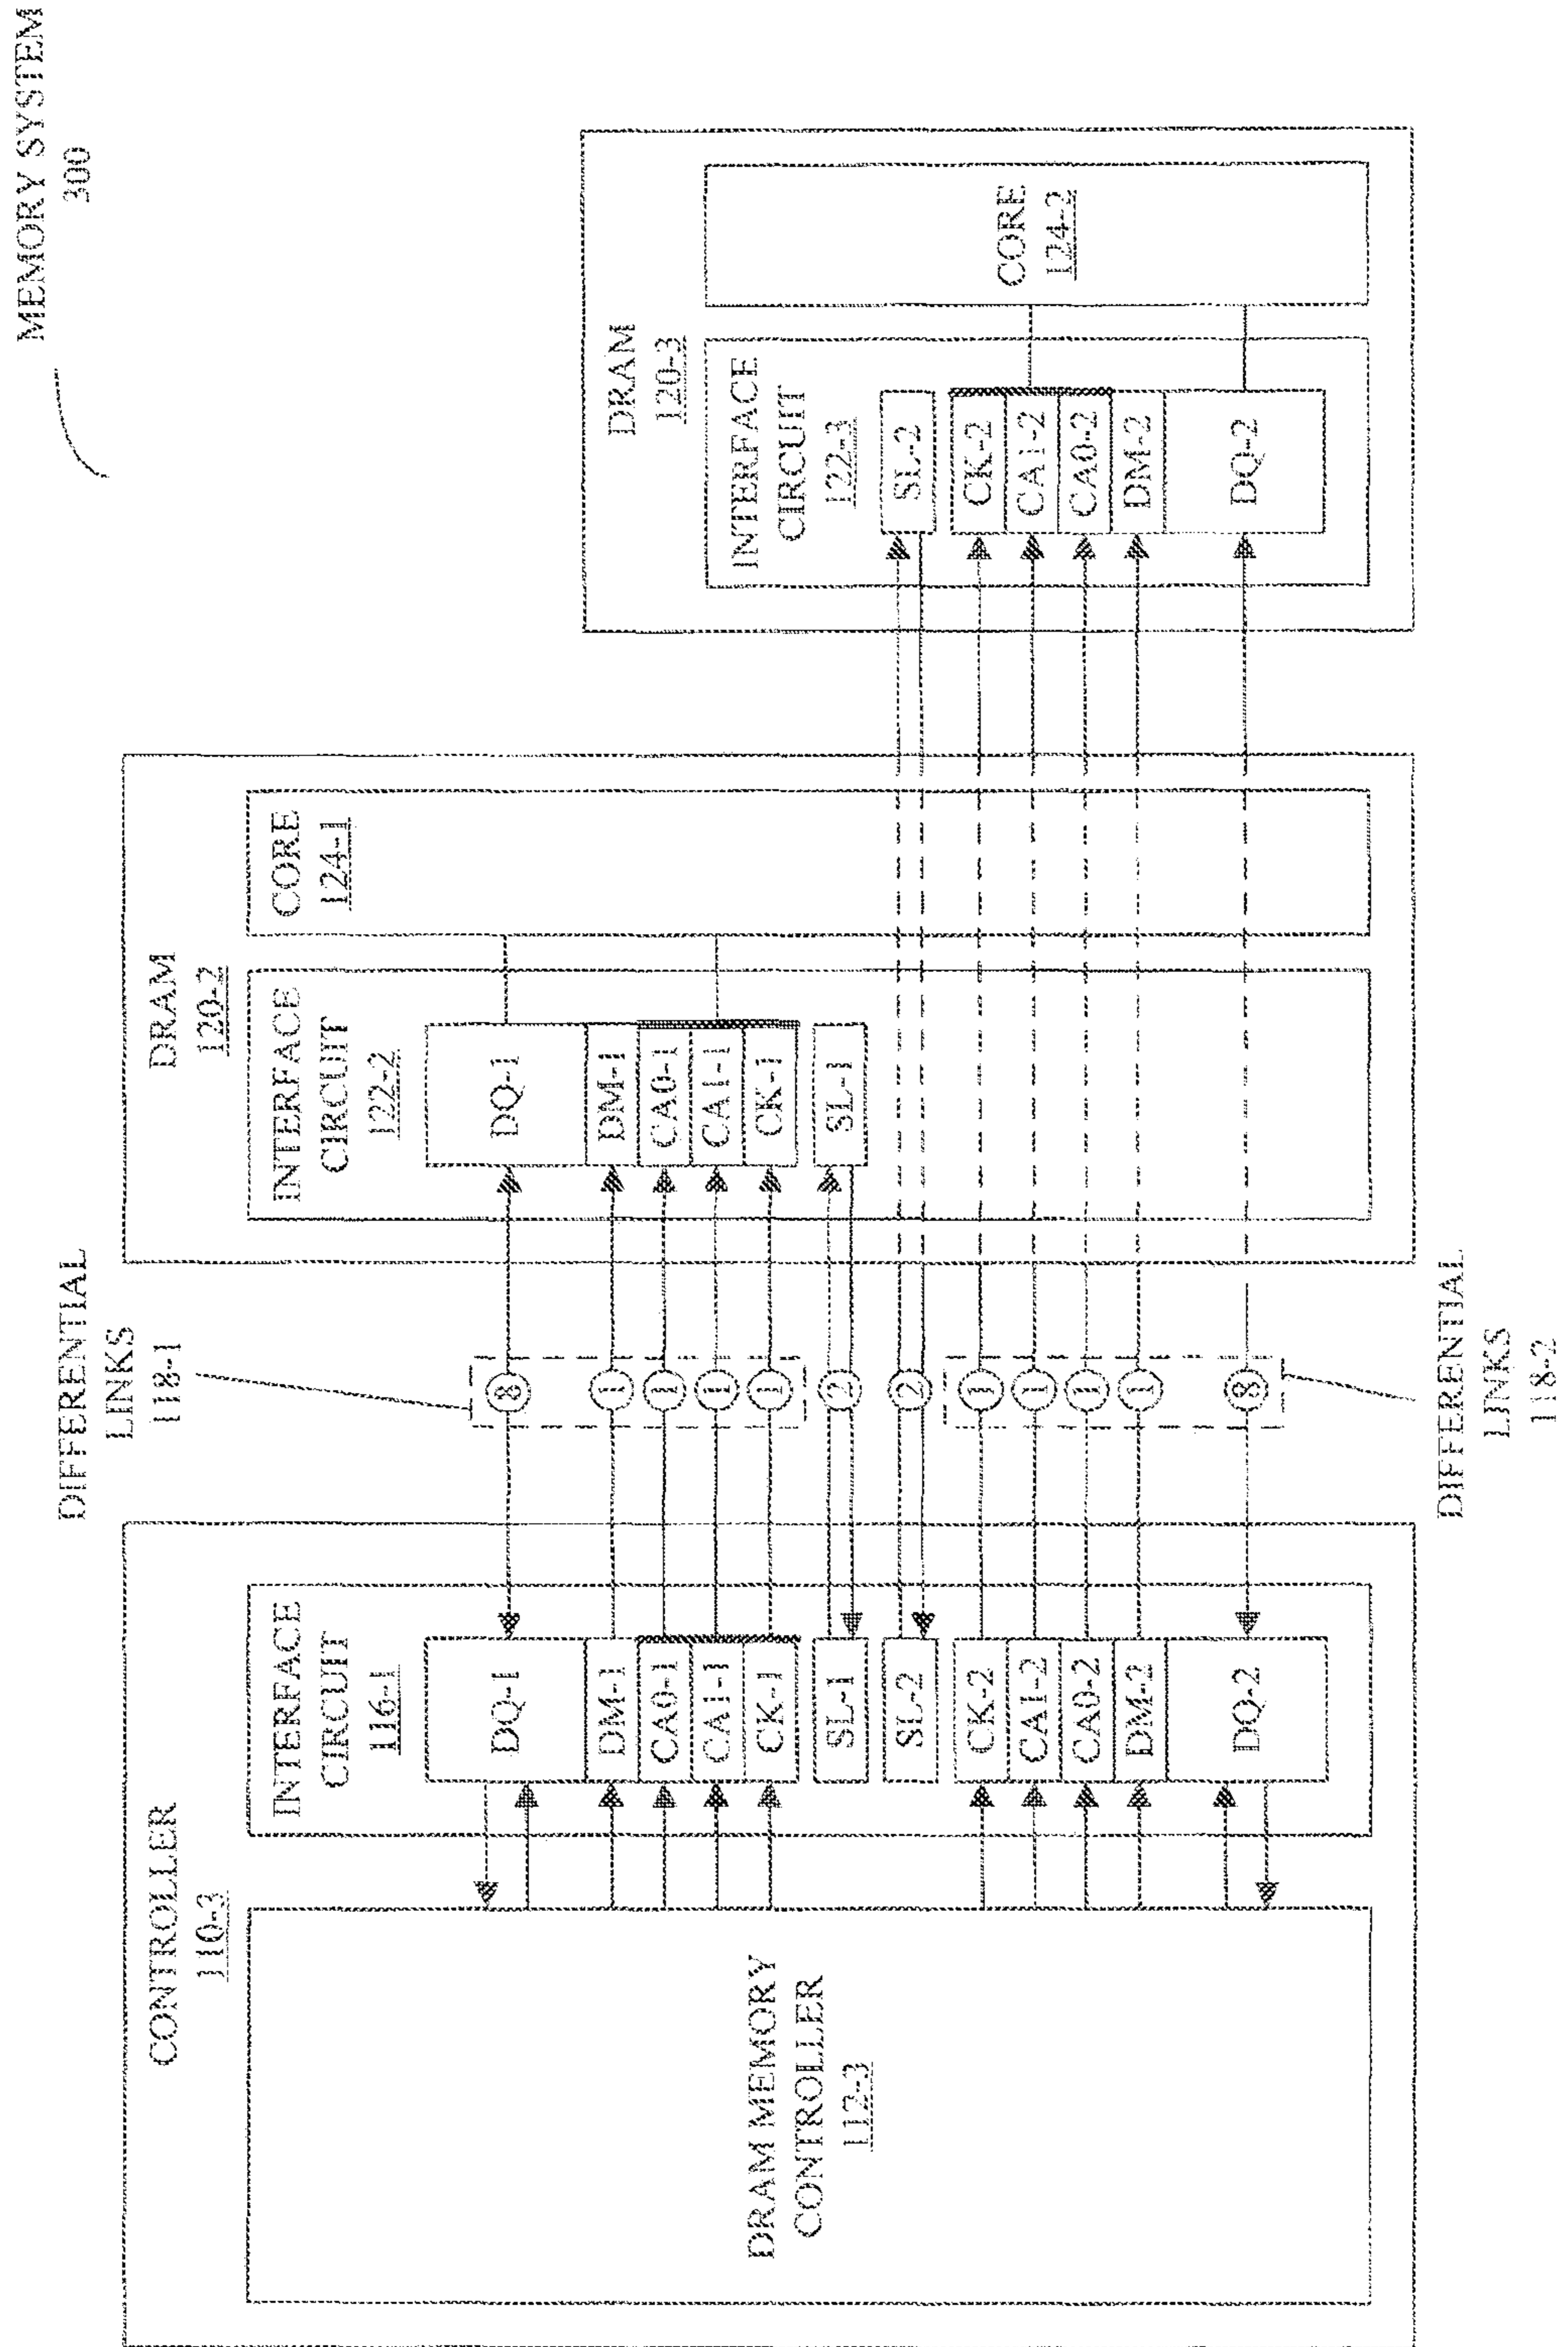 MEMORY SYSTEM
300
CONTROLLER
110-3
DRAM MEMORY
CONTROLLER
112-3
INTERFACE
CIRCUIT
116-1
DQ-1
DM-1
CA0-1
CA1-1
CK-1
SL-1
SL-2
CK-2
CA1-2
CA0-2
DM-2
DQ-2
DIFFERENTIAL
LINKS
118-1
8
1
1
1
1
2
2
1
1
1
1
8
DIFFERENTIAL
LINKS
118-2
DRAM
120-2
INTERFACE
CIRCUIT
122-2
DQ-1
DM-1
CA0-1
CA1-1
CK-1
SL-1
CORE
124-1
DRAM
120-3
INTERFACE
CIRCUIT
122-3
SL-2
CK-2
CA1-2
CA0-2
DM-2
DQ-2
CORE
124-2